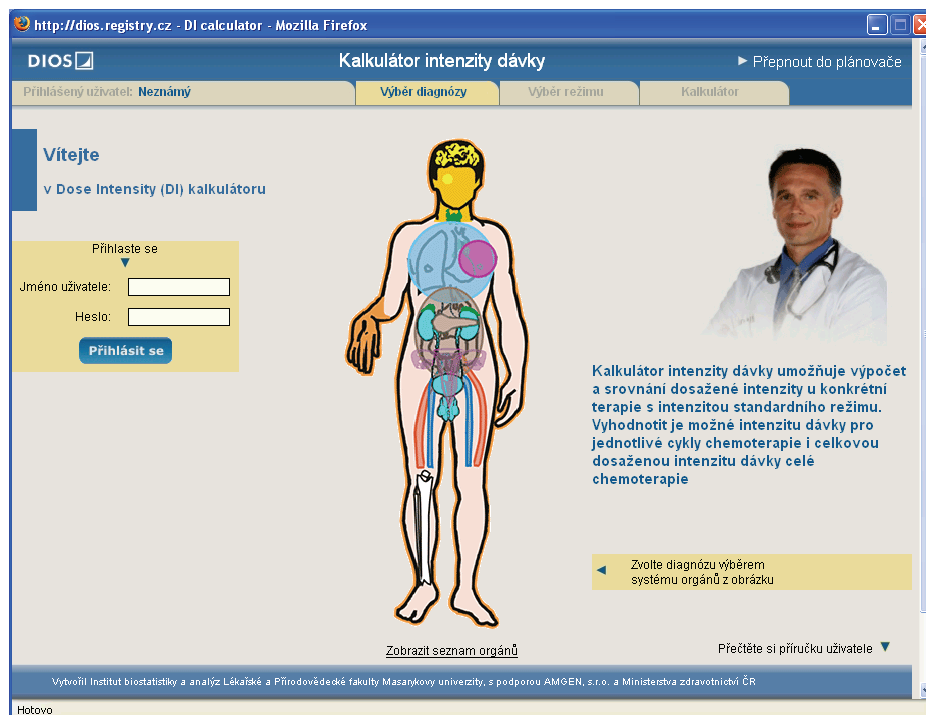 http://dios.registry.cz - DI calculator - Mozilla Firefox
DIOS
Kalkulátor intenzity dávky
Přepnout do plánovače
Přihlášený uživatel: Neznámý
Výběr diagnózy
Výběr režimu
Kalkulátor
Vítejte
v Dose Intensity (DI) kalkulátoru
Přihlaste se
Jméno uživatele:
Heslo:
Přihlásit se
Kalkulátor intenzity dávky umožňuje výpočet
a srovnání dosažené intenzity u konkrétní
terapie s intenzitou standardního režimu.
Vyhodnotit je možné intenzitu dávky pro
jednotlivé cykly chemoterapie i celkovou
dosaženou intenzitu dávky celé
chemoterapie
Zvolte diagnózu výběrem
systému orgánů z obrázku
Zobrazit seznam orgánů
Přečtěte si příručku uživatele
Vytvořil Institut biostatistiky a analýz Lékařské a Přírodovědecké fakulty Masarykovy univerzity, s podporou AMGEN, s.r.o. a Ministerstva zdravotnictví ČR
Hotovo